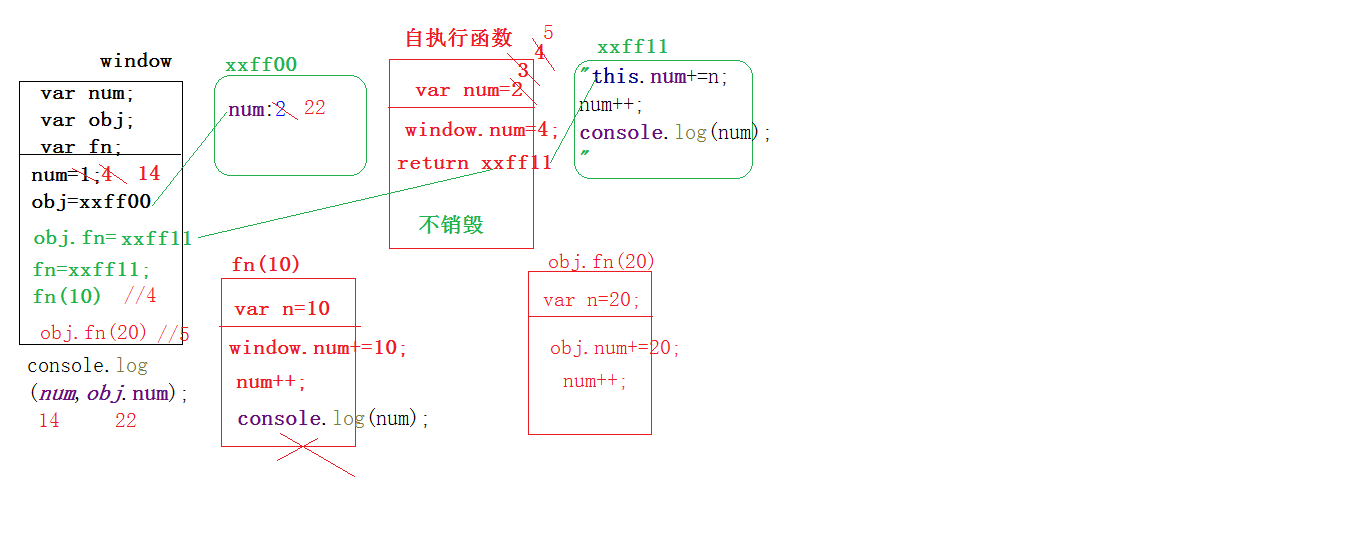 window
var num;
var obj;
var fn;
num=1;4 14
obj=xxff00
obj.fn=xxff11
fn=xxff11;
fn(10) //4
obj.fn(20) //5
console.log
(num,obj.num);
14 22
xxff00
num:2 22
自执行函数
5
4
3
var num=2
window.num=4;
return xxff11
不销毁
xxff11
"this.num+=n;
num++;
console.log(num);
"
fn(10)
var n=10
window.num+=10;
num++;
console.log(num);
obj.fn(20)
var n=20;
obj.num+=20;
num++;